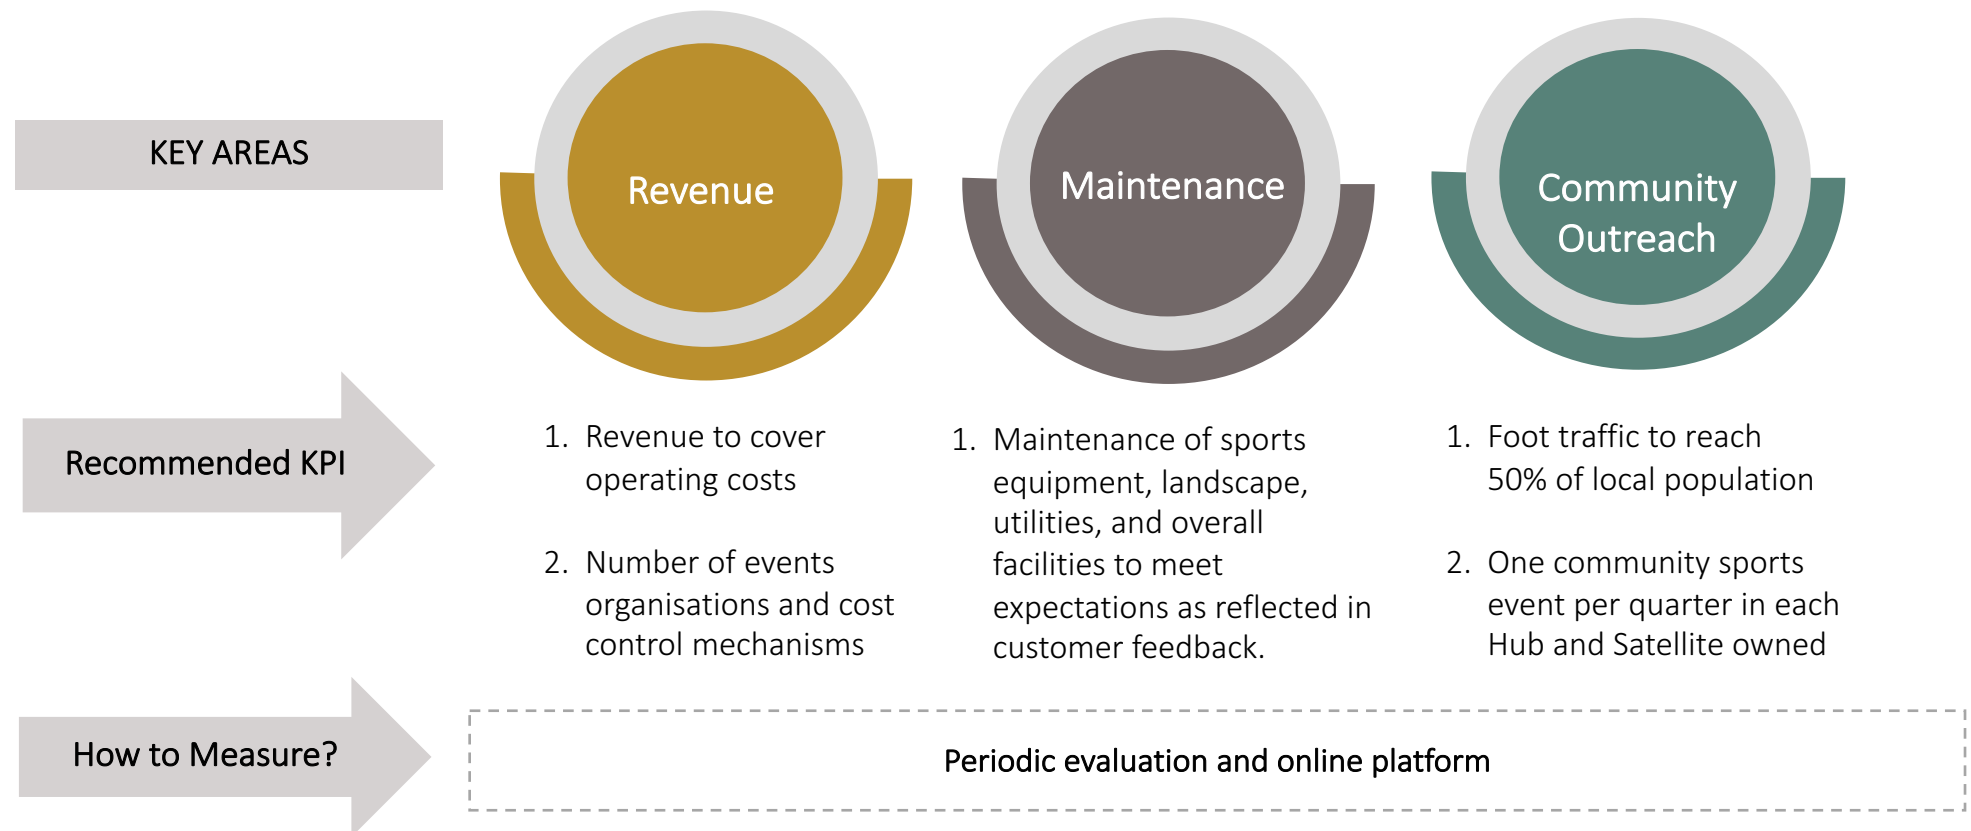 KEY AREAS
Revenue
Maintenance
Community
Outreach
Recommended KPI
1. Revenue to cover
operating costs
2. Number of events
organisations and cost
control mechanisms
1. Maintenance of sports
equipment, landscape,
utilities, and overall
facilities to meet
expectations as reflected in
customer feedback.
1. Foot traffic to reach
50% of local population
2. One community sports
event per quarter in each
Hub and Satellite owned
How to Measure?
Periodic evaluation and online platform